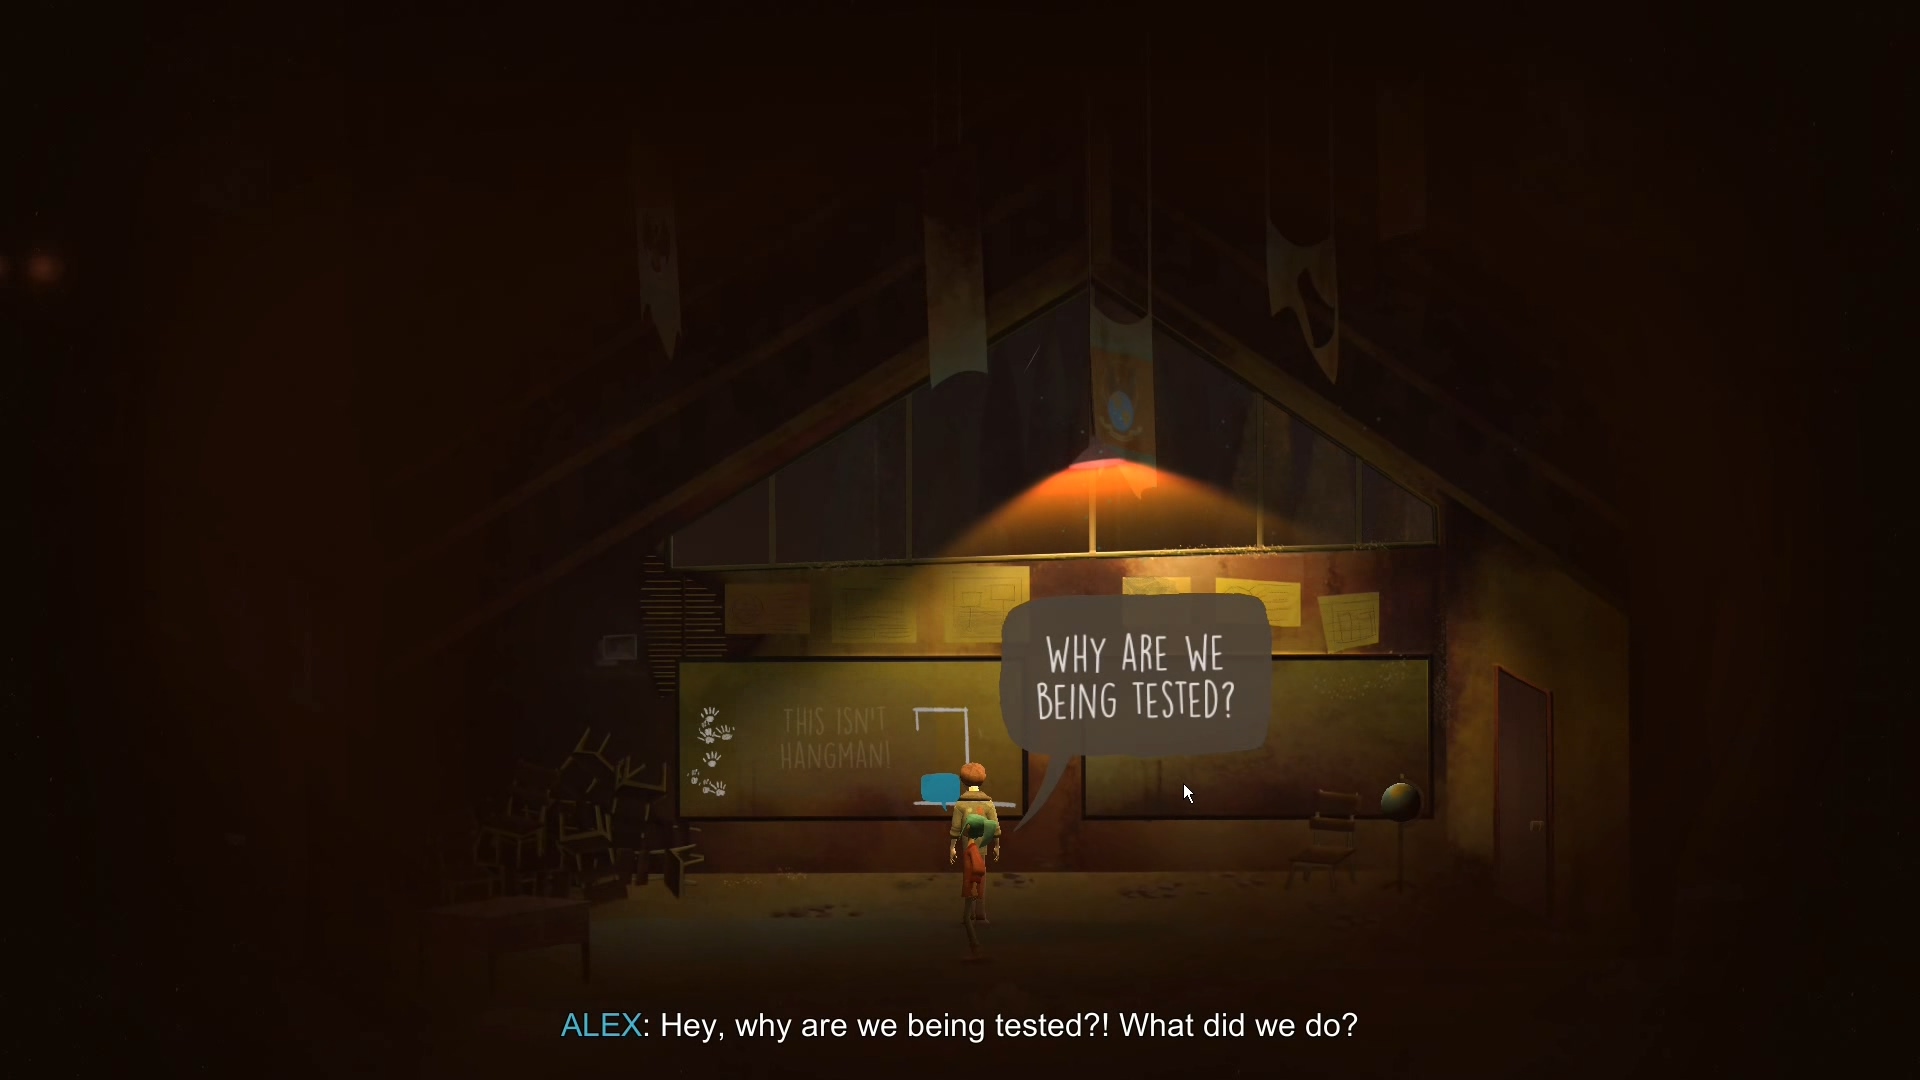 WHY ARE WE
BEING TESTED?
THIS ISN'T
HANGMAN!
ALEX: Hey, why are we being tested?! What did we do?